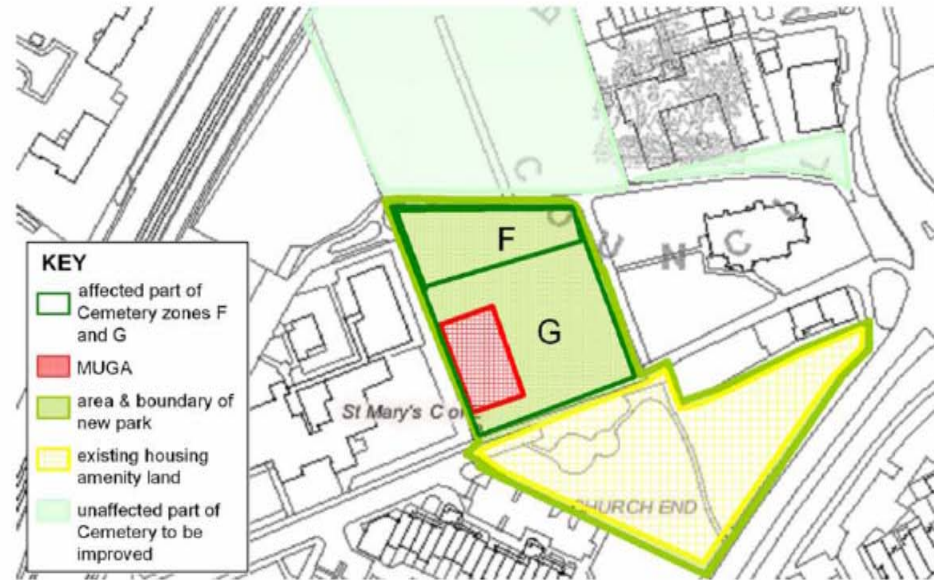 F
G
KEY
affected part of
Cemetery zones F
and G
MUGA
area & boundary of
new park
existing housing
amenity land
unaffected part of
Cemetery to be
improved
St Mary's Co
CHURCH END
C
O
U
N
C